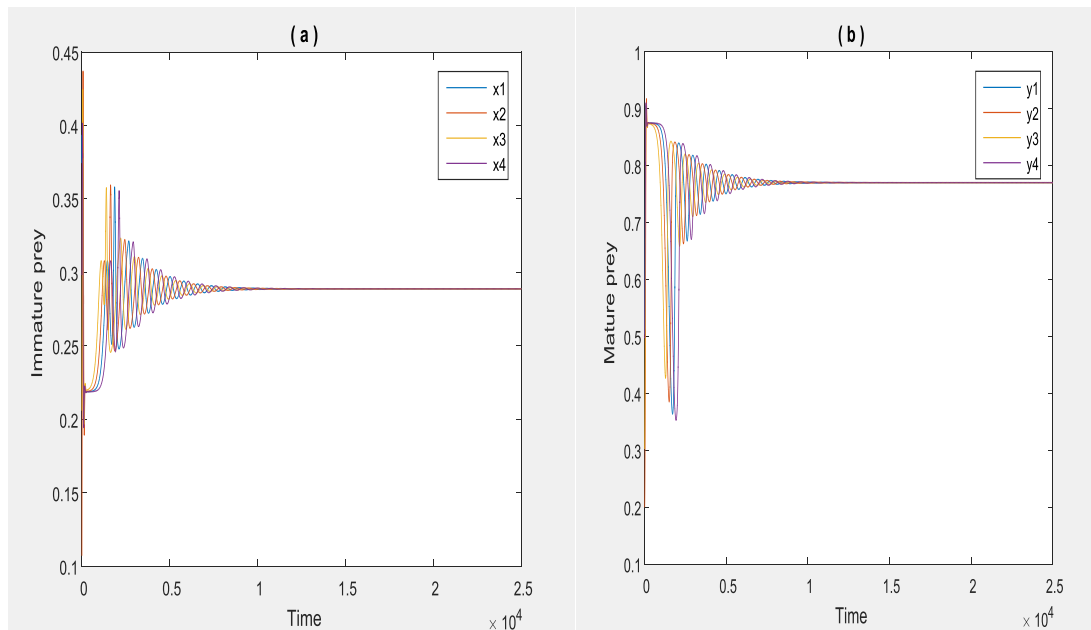 ( a )
0.45
0.4
0.35
0.3
0.25
0.2
0.15
0.1
Immature prey
0 0.5 1 1.5 2 2.5
Time
× 10^4
x1
x2
x3
x4
( b )
1
0.9
0.8
0.7
0.6
0.5
0.4
0.3
0.2
0.1
Mature prey
0 0.5 1 1.5 2 2.5
Time
× 10^4
y1
y2
y3
y4